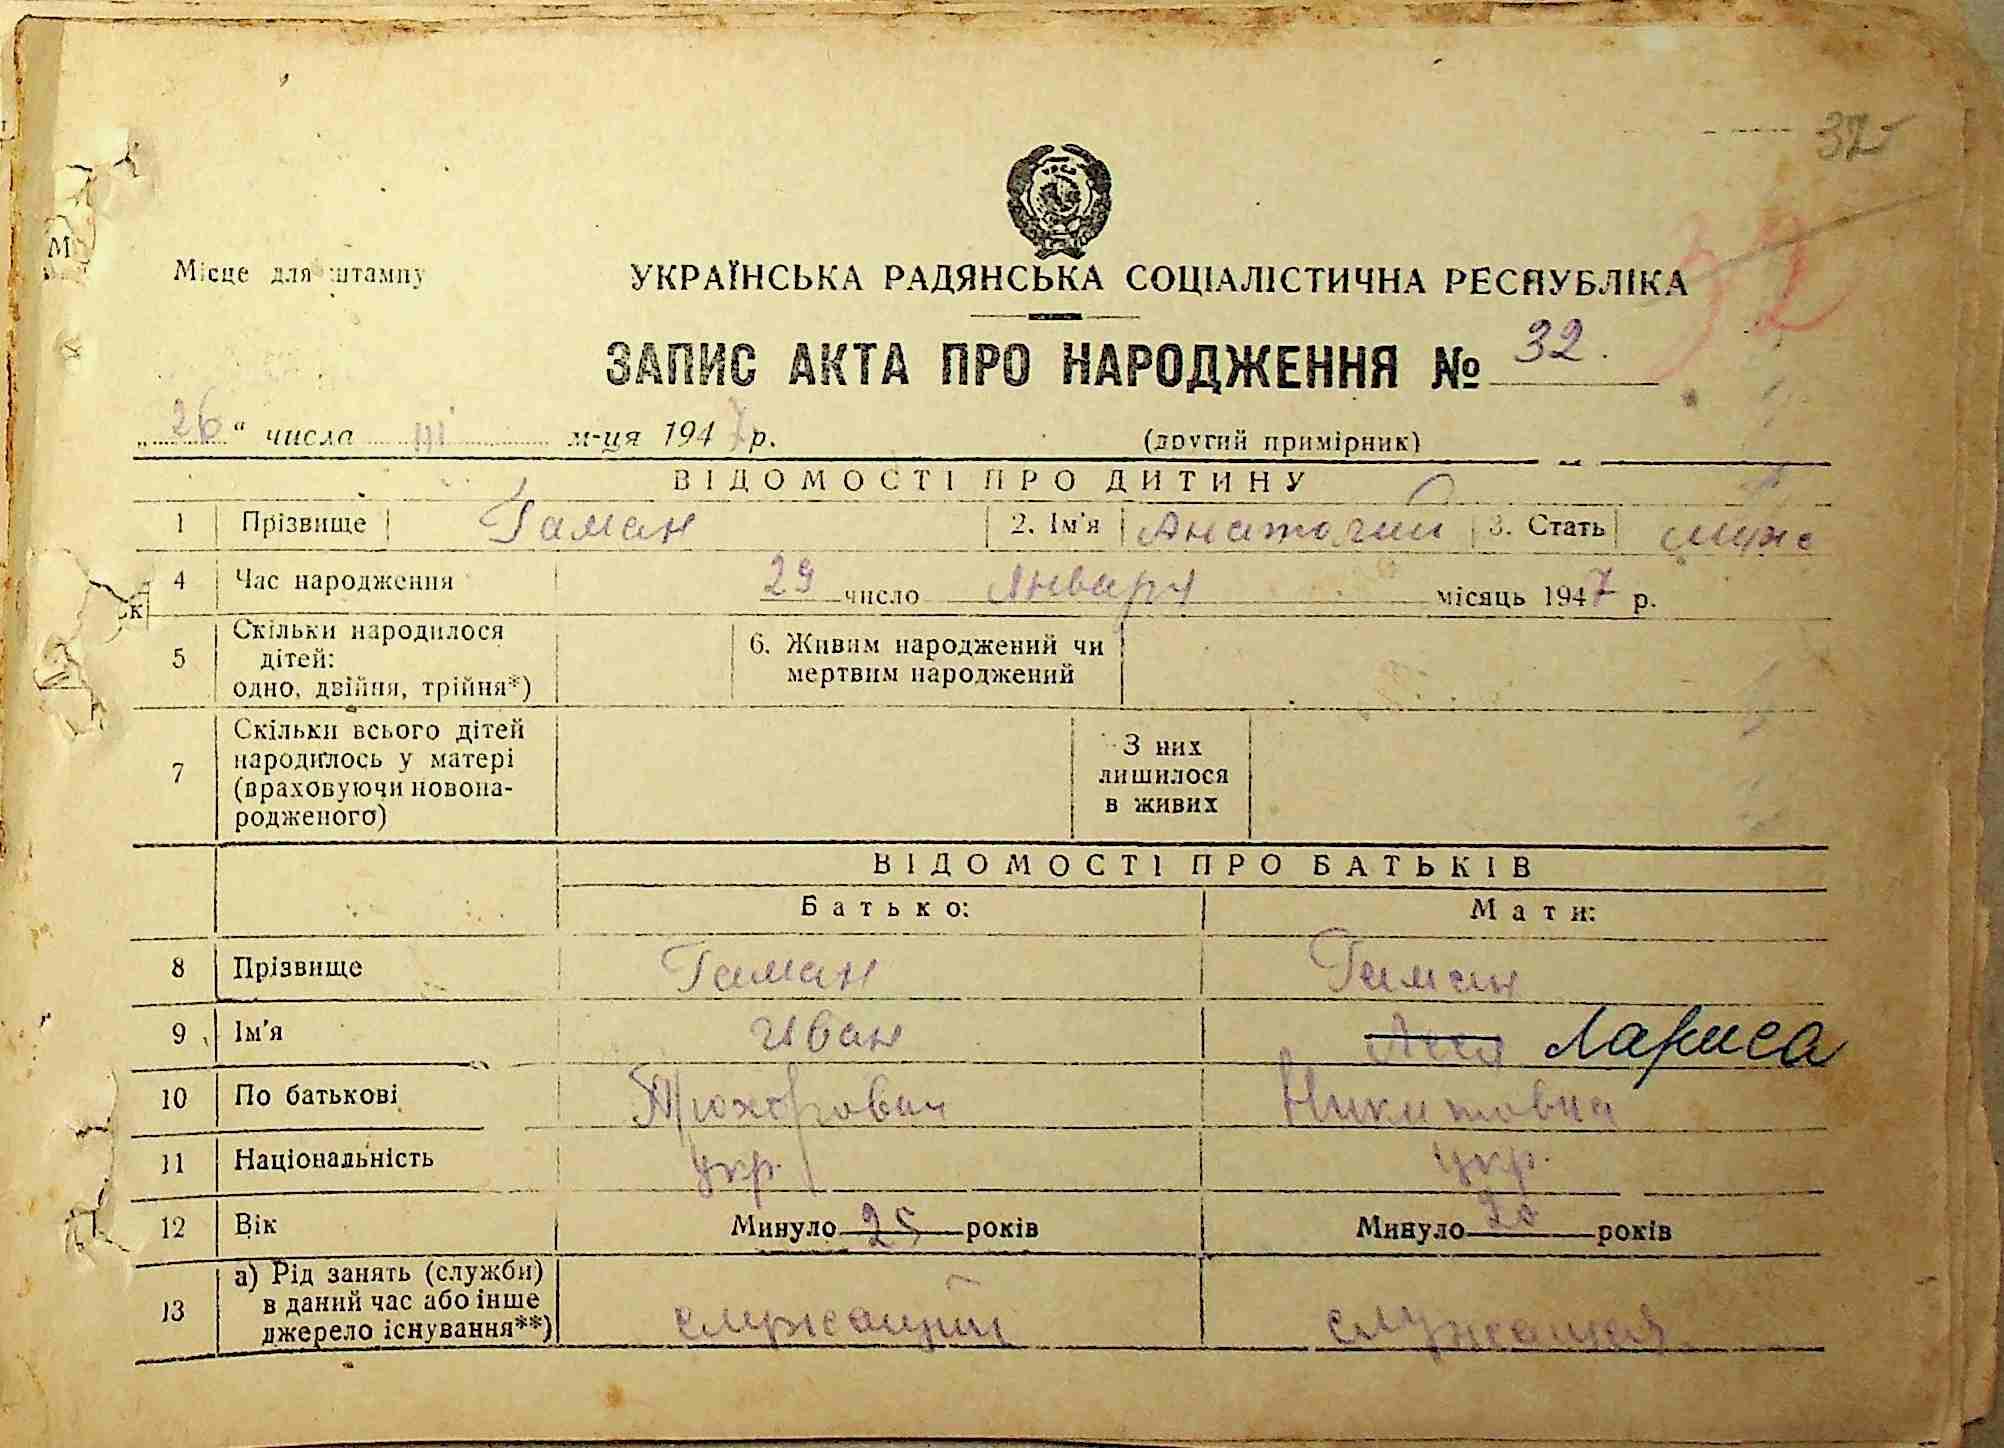 32
32
Місце для штампу
УКРАЇНСЬКА РАДЯНСЬКА СОЦІАЛІСТИЧНА РЕСПУБЛІКА
ЗАПИС АКТА ПРО НАРОДЖЕННЯ № 32.
„26“ числа III м-ця 1947 р. (другий примірник)
ВІДОМОСТІ ПРО ДИТИНУ
1 Прізвище Гаман 2. Ім'я Анатолий 3. Стать муж
4 Час народження 29 число Января місяць 1947 р.
5 Скільки народилося дітей: одно, двійня, трійня*) 6. Живим народжений чи мертвим народжений
7 Скільки всього дітей народилось у матері (враховуючи новонародженого) З них лишилося в живих
ВІДОМОСТІ ПРО БАТЬКІВ
Батько: Мати:
8 Прізвище Гаман Гаман
9 Ім'я Иван Лариса
10 По батькові Прохорович Никитовна
11 Національність укр. укр.
12 Вік Минуло 25 років Минуло 20 років
13 а) Рід занять (служби) в даний час або інше джерело існування**) служащий служащая